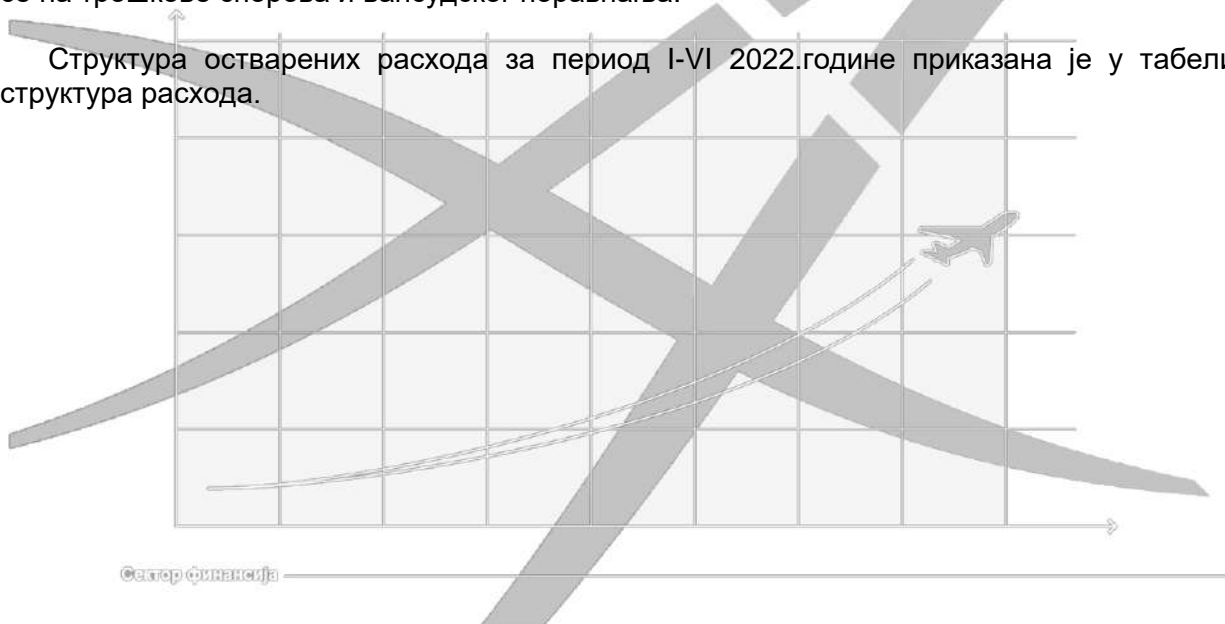 Структура остварених расхода за период I-VI 2022.године приказана је у табели
структура расхода.
Сектор финансија